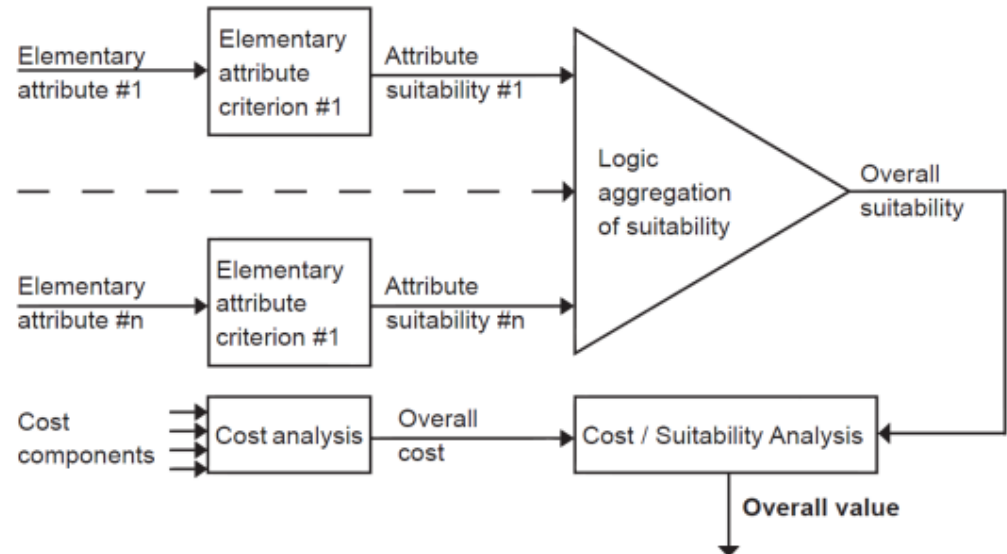 Elementary
attribute #1
Elementary
attribute
criterion #1
Attribute
suitability #1
Logic
aggregation
of suitability
Overall
suitability
Elementary
attribute #n
Elementary
attribute
criterion #1
Attribute
suitability #n
Cost
components
Cost analysis
Overall
cost
Cost / Suitability Analysis
Overall value